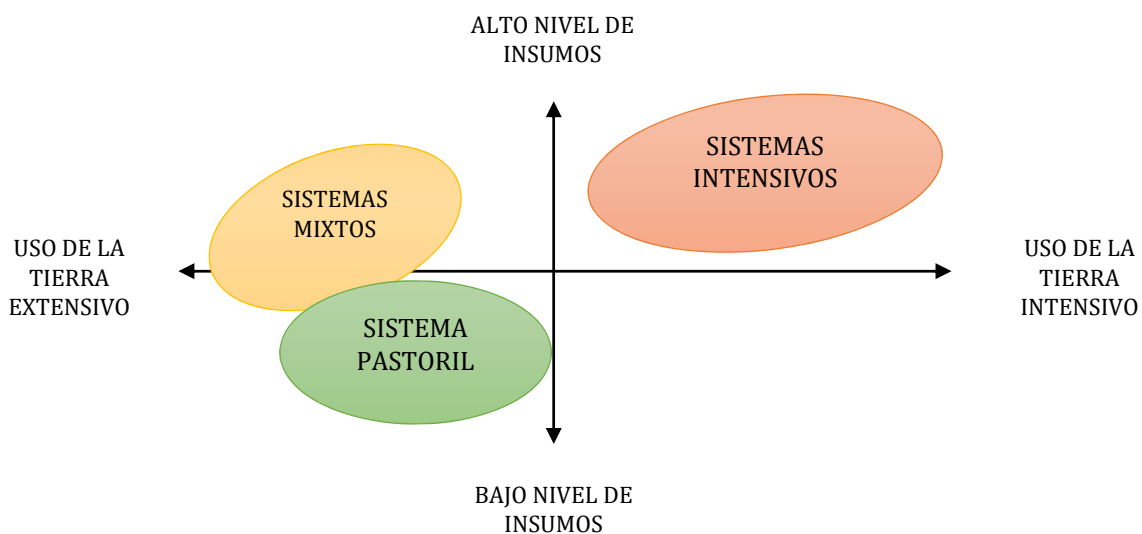 ALTO NIVEL DE
INSUMOS
SISTEMAS
INTENSIVOS
SISTEMAS
MIXTOS
USO DE LA
TIERRA
EXTENSIVO
USO DE LA
TIERRA
INTENSIVO
SISTEMA
PASTORIL
BAJO NIVEL DE
INSUMOS